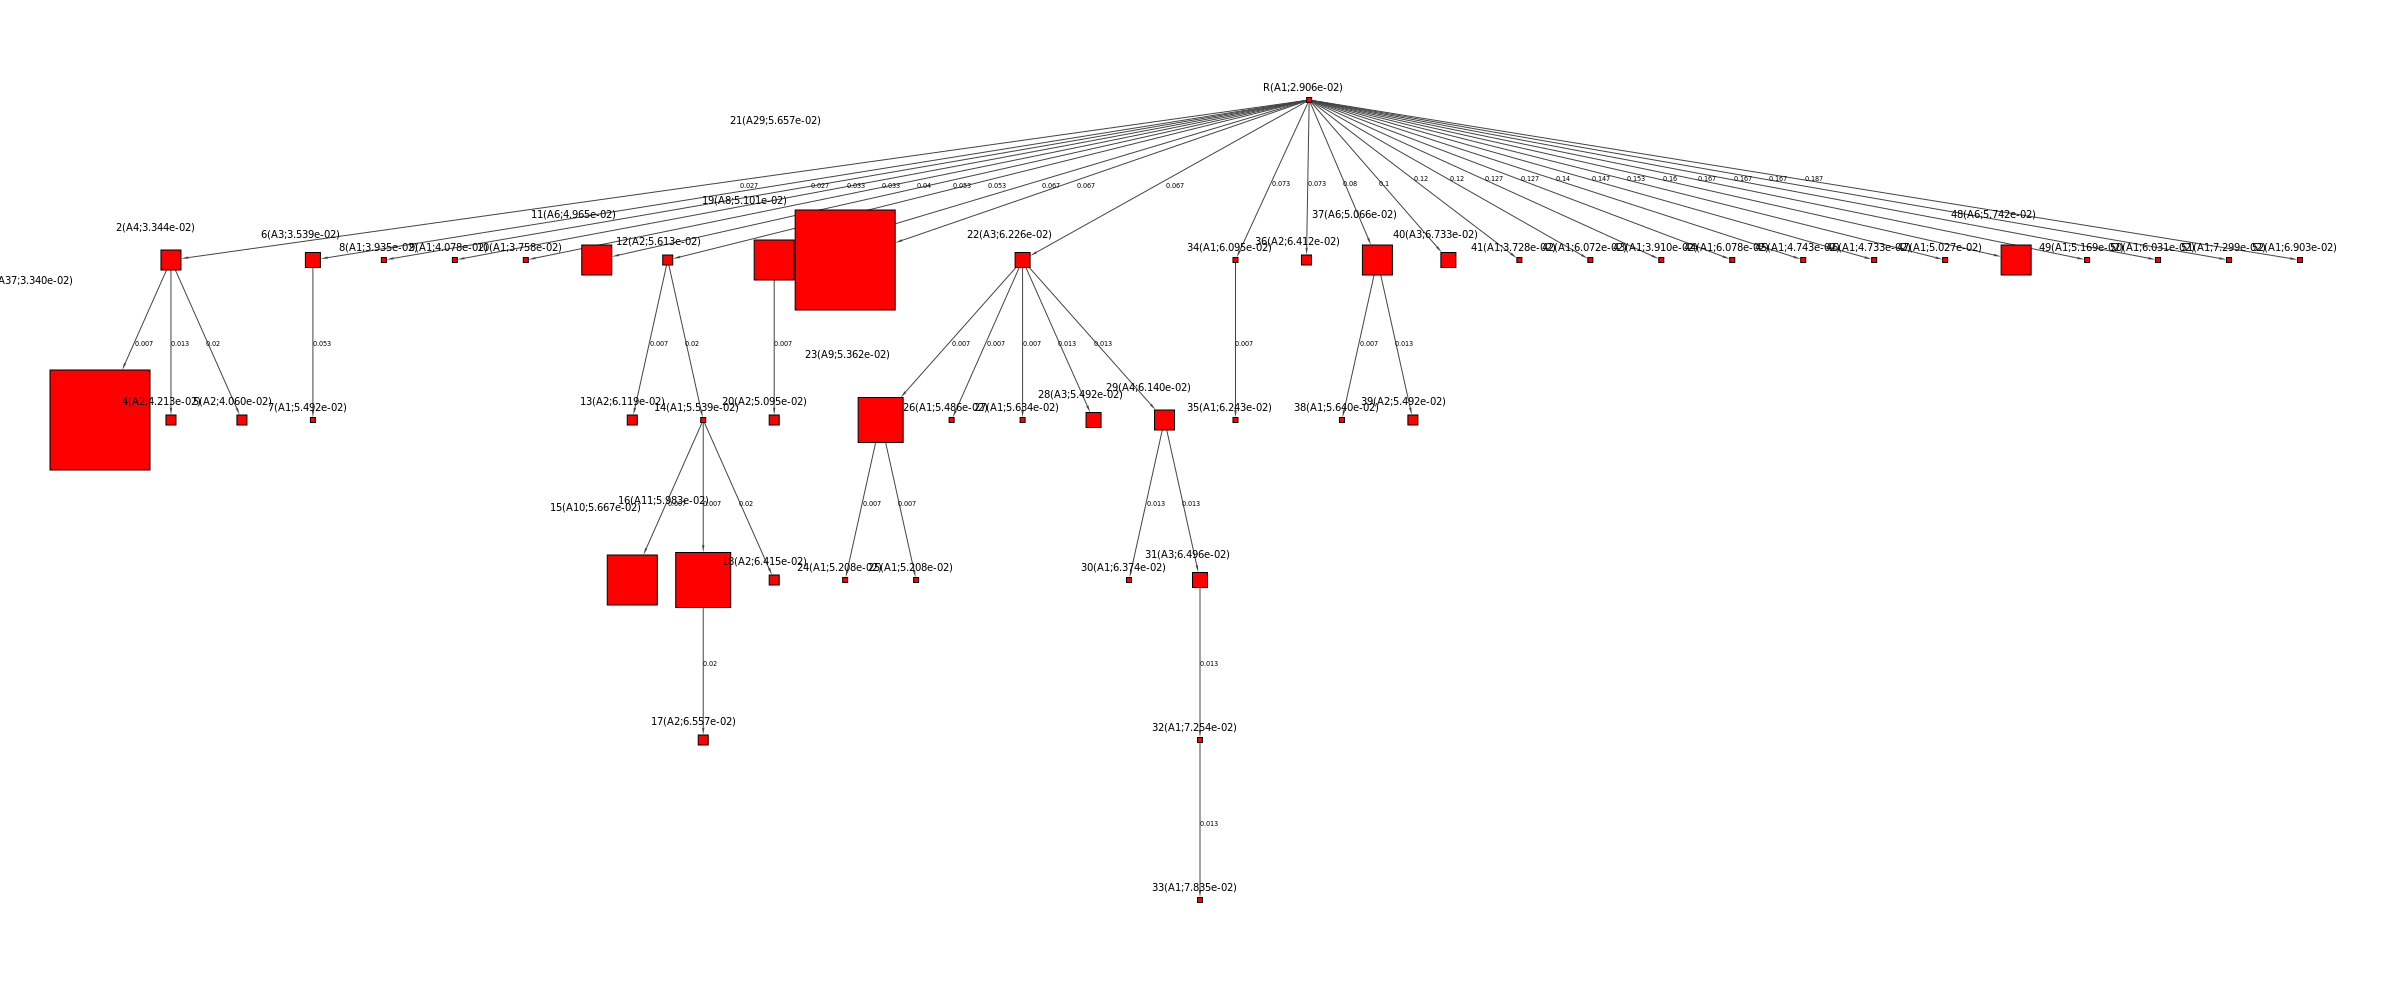 R(A1;2.906e-02)
21(A29;5.657e-02)
0.027 0.027 0.033 0.033 0.04 0.053 0.053 0.067 0.067 0.067 0.073 0.073 0.08 0.1 0.12 0.12 0.127 0.127 0.14 0.147 0.153 0.16 0.167 0.167 0.167 0.187
19(A8;5.101e-02)
11(A6;4.965e-02) 37(A6;5.066e-02) 48(A6;5.742e-02)
2(A4;3.344e-02) 6(A3;3.539e-02) 12(A2;5.613e-02) 22(A3;6.226e-02) 36(A2;6.412e-02) 40(A3;6.733e-02)
8(A1;3.935e-02) 9(A1;4.078e-02) 10(A1;3.758e-02) 34(A1;6.095e-02) 41(A1;3.728e-02) 42(A1;6.072e-02) 43(A1;3.910e-02) 44(A1;6.078e-02) 45(A1;4.743e-02) 46(A1;4.733e-02) 47(A1;5.027e-02) 49(A1;5.169e-02) 50(A1;6.031e-02) 51(A1;7.299e-02) 52(A1;6.903e-02)
A37;3.340e-02)
0.007 0.013 0.02 0.053 0.007 0.02 0.007 0.007 0.007 0.007 0.013 0.013 0.007 0.007 0.013
23(A9;5.362e-02)
28(A3;5.492e-02) 29(A4;6.140e-02)
4(A2;4.213e-02) 5(A2;4.060e-02) 13(A2;6.119e-02) 20(A2;5.095e-02) 39(A2;5.492e-02)
7(A1;5.492e-02) 14(A1;5.539e-02) 26(A1;5.486e-02) 27(A1;5.634e-02) 35(A1;6.243e-02) 38(A1;5.640e-02)
15(A10;5.667e-02) 16(A11;5.983e-02) 0.007 0.007 0.02 0.007 0.007 0.013 0.013
18(A2;6.415e-02) 31(A3;6.496e-02)
24(A1;5.208e-02) 25(A1;5.208e-02) 30(A1;6.374e-02)
0.02 0.013
17(A2;6.557e-02) 32(A1;7.254e-02)
0.013
33(A1;7.835e-02)